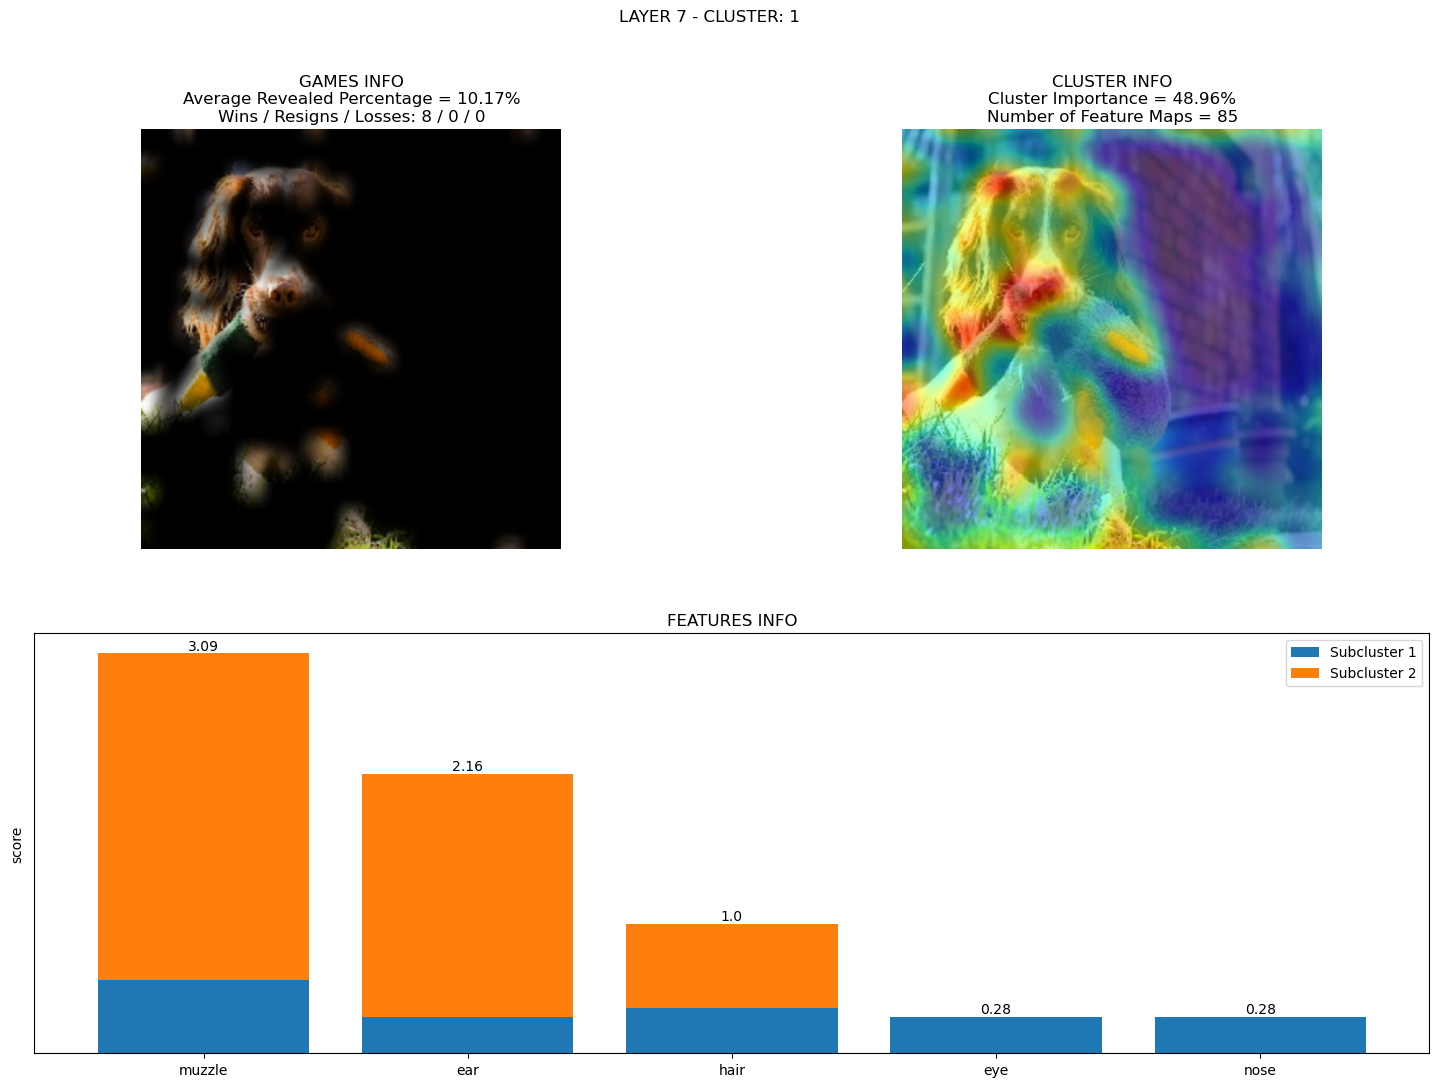 LAYER 7 - CLUSTER: 1
GAMES INFO
Average Revealed Percentage = 10.17%
Wins / Resigns / Losses: 8 / 0 / 0
CLUSTER INFO
Cluster Importance = 48.96%
Number of Feature Maps = 85
FEATURES INFO
Subcluster 1
Subcluster 2
3.09
2.16
1.0
0.28
0.28
score
muzzle
ear
hair
eye
nose